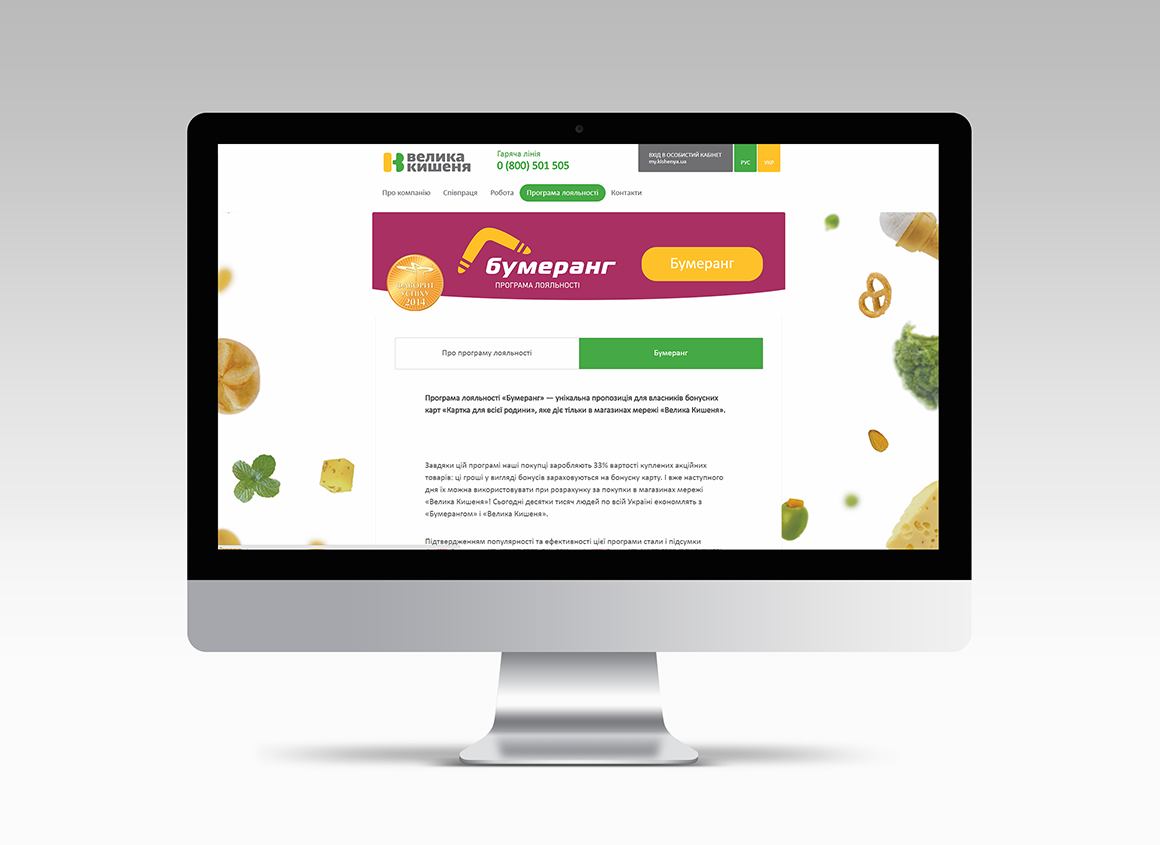 велика
кишеня
Гаряча лінія
0 (800) 501 505
ВХІД В ОСОБИСТИЙ КАБІНЕТ
my.kishenya.ua
РУС
УКР
Про компанію Співпраця Робота Програма лояльності Контакти
бумеранг
ПРОГРАМА ЛОЯЛЬНОСТІ
Бумеранг
ФАВОРИТ
УСПІХУ
2014
Про програму лояльності
Бумеранг
Програма лояльності «Бумеранг» — унікальна пропозиція для власників бонусних
карт «Картка для всієї родини», яке діє тільки в магазинах мережі «Велика Кишеня».
Завдяки цій програмі наші покупці заробляють 33% вартості куплених акційних
товарів: ці гроші у вигляді бонусів зараховуються на бонусну карту. І вже наступного
дня їх можна використовувати при розрахунку за покупки в магазинах мережі
«Велика Кишеня»! Сьогодні десятки тисяч людей по всій Україні економлять з
«Бумерангом» і «Велика Кишеня».
Підтвердженням популярності та ефективності цієї програми стали і підсумки